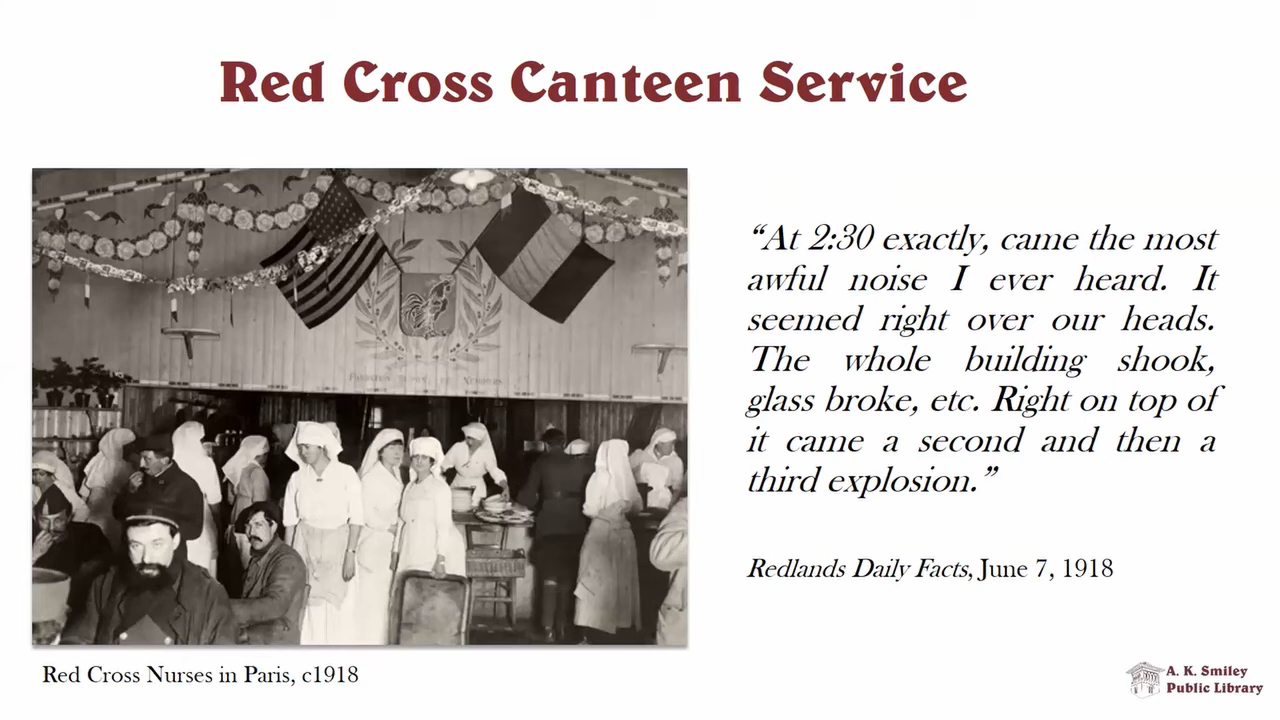 Red Cross Canteen Service
“At 2:30 exactly, came the most
awful noise I ever heard. It
seemed right over our heads.
The whole building shook,
glass broke, etc. Right on top of
it came a second and then a
third explosion.”
Redlands Daily Facts, June 7, 1918
Red Cross Nurses in Paris, c1918
A. K. Smiley
Public Library